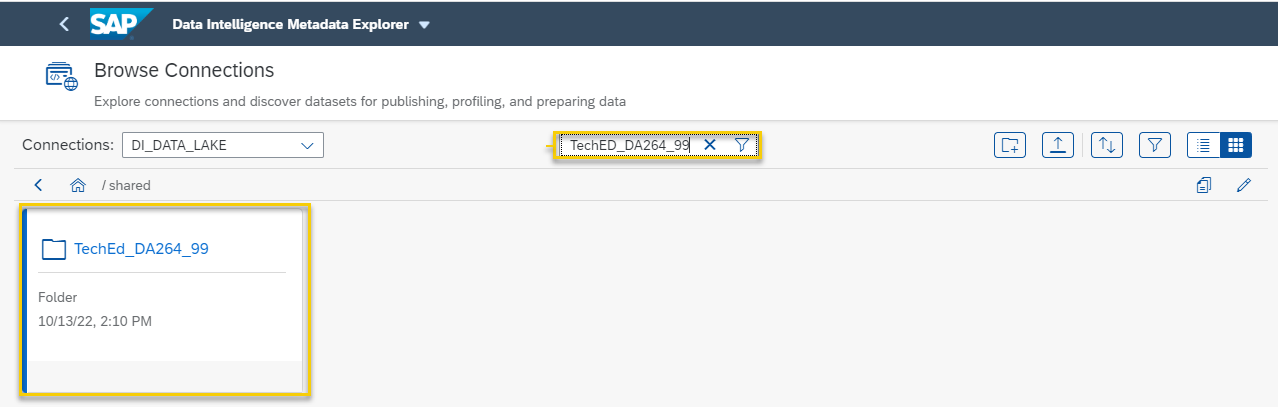 SAP Data Intelligence Metadata Explorer
Browse Connections
Explore connections and discover datasets for publishing, profiling, and preparing data
Connections: DI_DATA_LAKE TechED_DA264_99
/ shared
TechEd_DA264_99
Folder
10/13/22, 2:10 PM